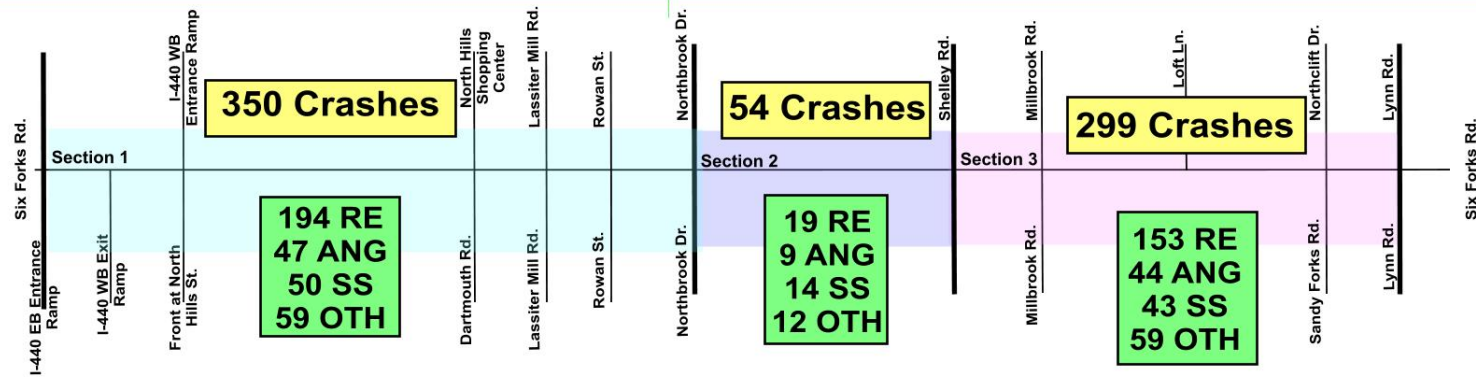 Six Forks Rd.
I-440 EB Entrance
Ramp
I-440 WB Exit
Ramp
I-440 WB
Entrance Ramp
Front at North
Hills St.
350 Crashes
Section 1
194 RE
47 ANG
50 SS
59 OTH
North Hills
Shopping
Center
Dartmouth Rd.
Lassiter Mill Rd.
Lassiter Mill Rd.
Rowan St.
Rowan St.
Northbrook Dr.
Northbrook Dr.
54 Crashes
Section 2
19 RE
9 ANG
14 SS
12 OTH
Shelley Rd.
Section 3
Millbrook Rd.
Millbrook Rd.
299 Crashes
Loft Ln.
153 RE
44 ANG
43 SS
59 OTH
Northclift Dr.
Sandy Forks Rd.
Lynn Rd.
Lynn Rd.
Six Forks Rd.